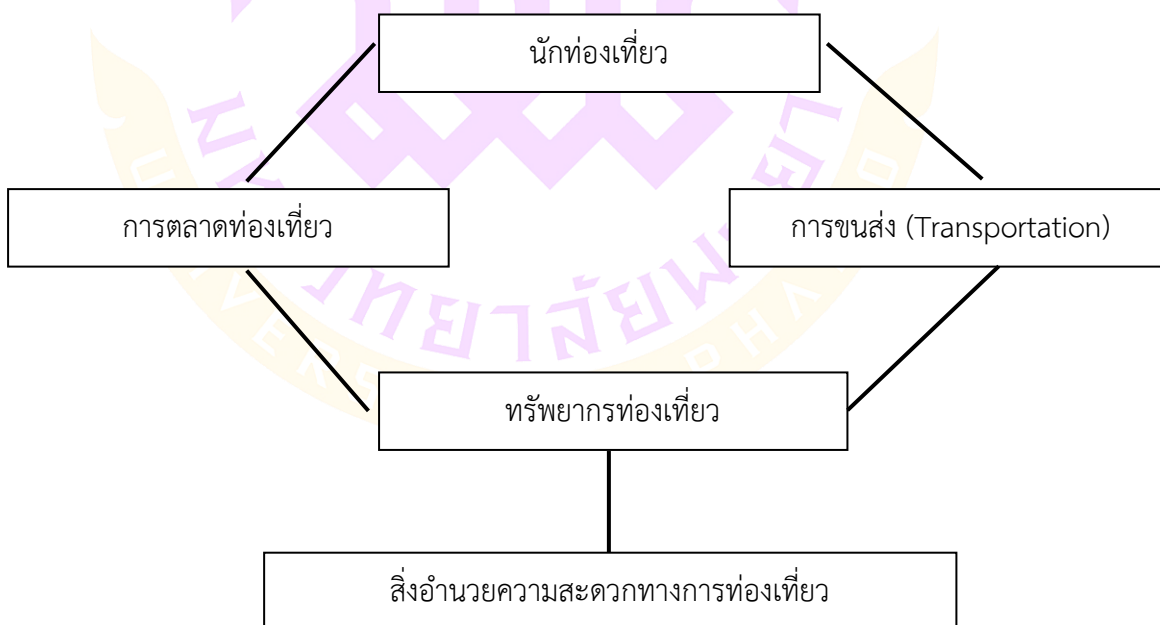 นักท่องเที่ยว
การตลาดท่องเที่ยว
การขนส่ง (Transportation)
ทรัพยากรท่องเที่ยว
สิ่งอำนวยความสะดวกทางการท่องเที่ยว